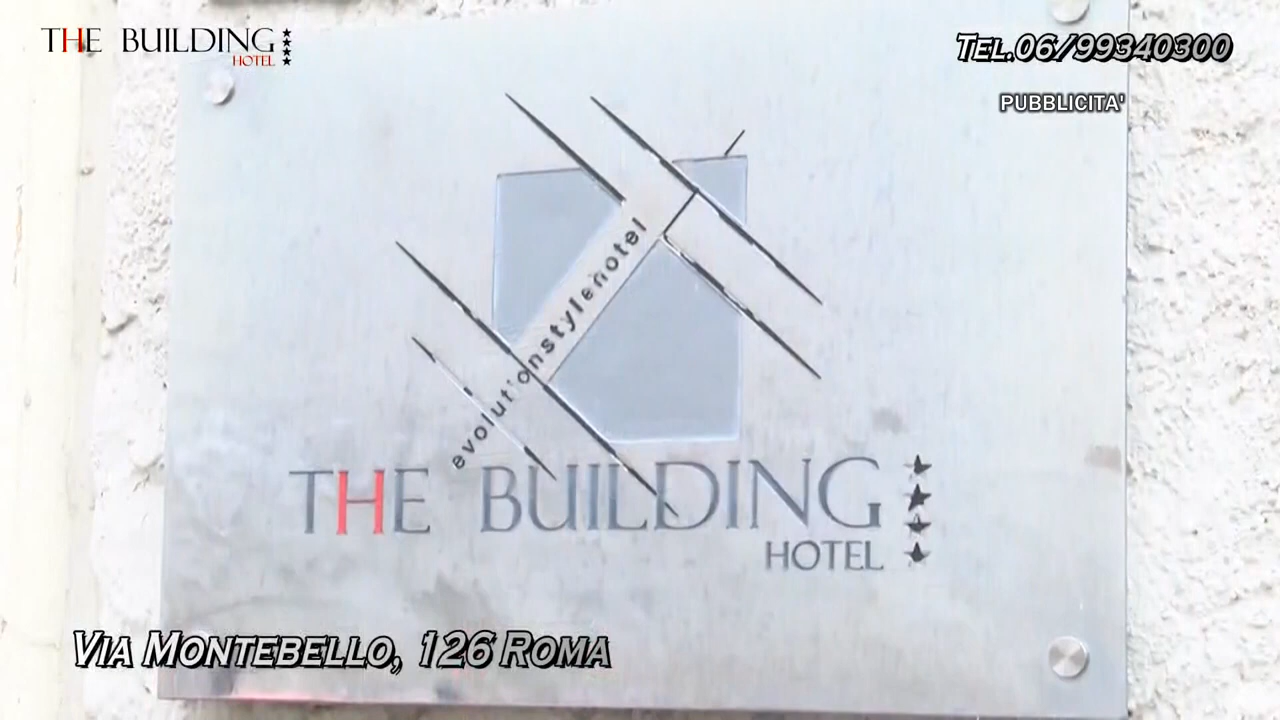 THE BUILDING
HOTEL
TEL.06/99340300
PUBBLICITA'
evolutionstylehotel
THE BUILDING
HOTEL
VIA MONTEBELLO, 126 ROMA